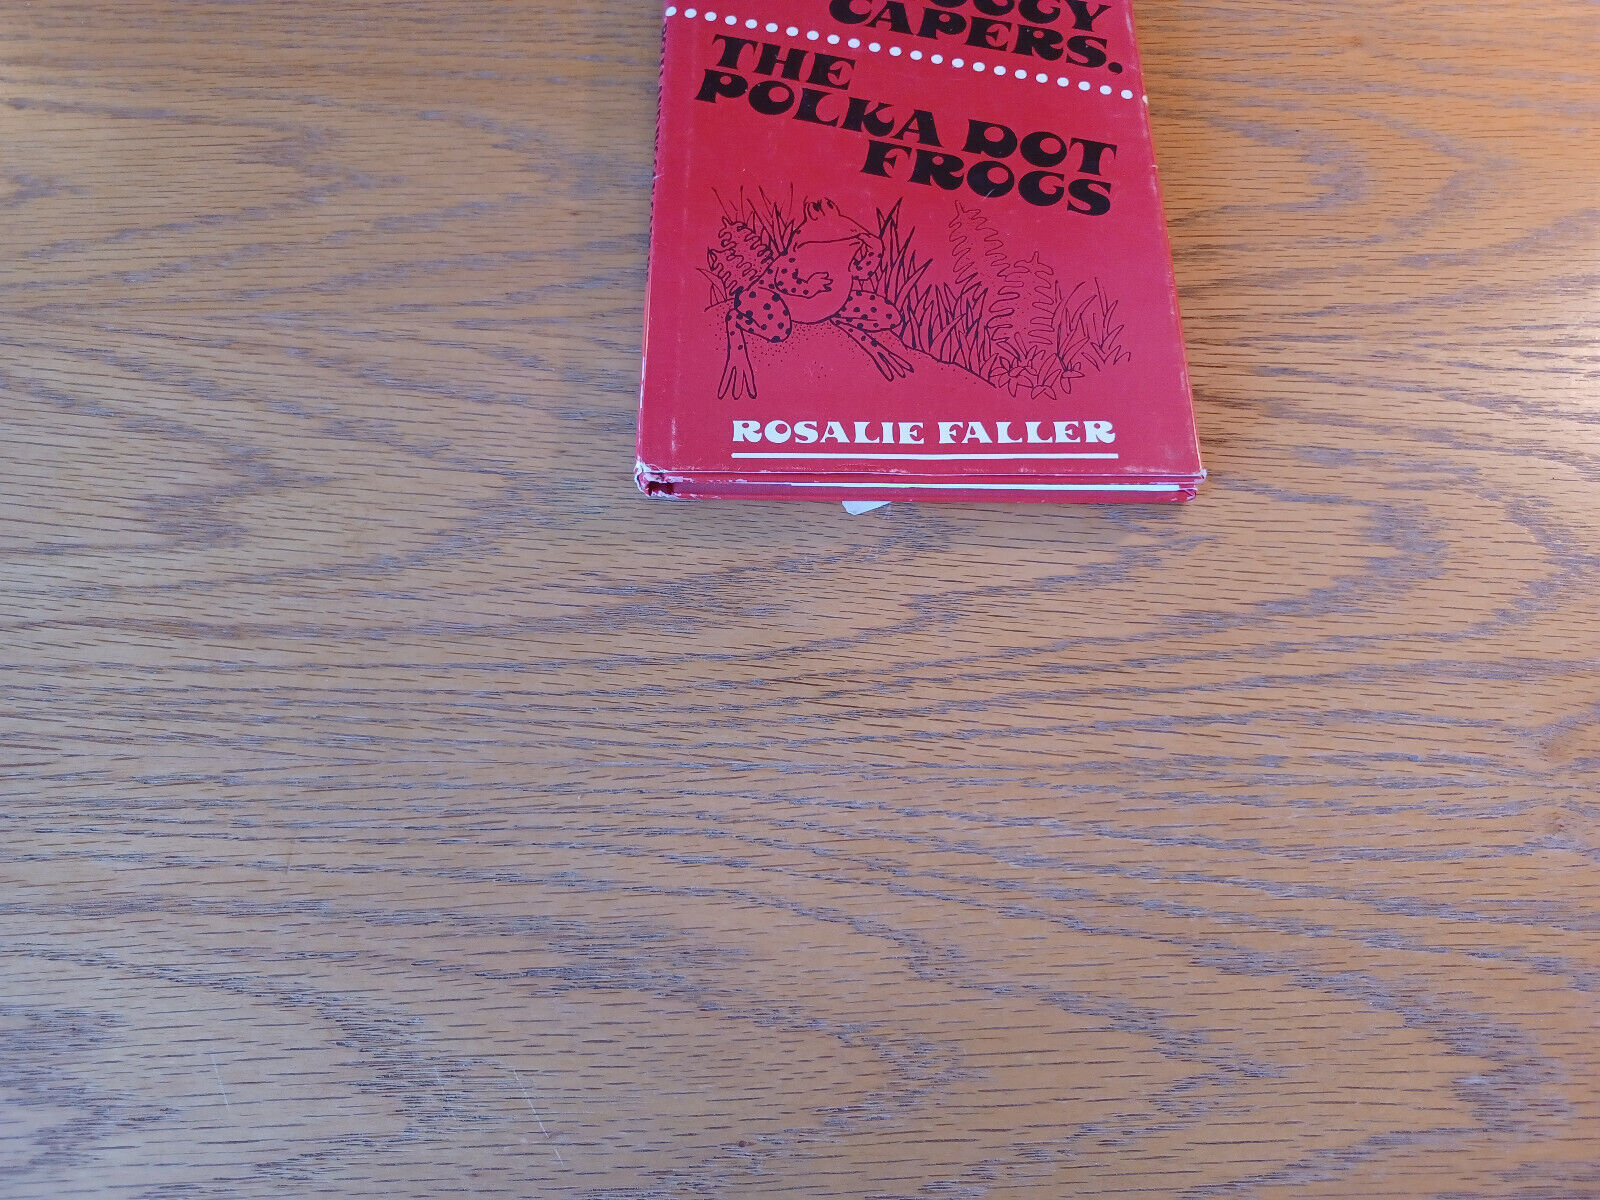 CAPERS.
THE
POLKA DOT
FROGS
ROSALIE FALLER